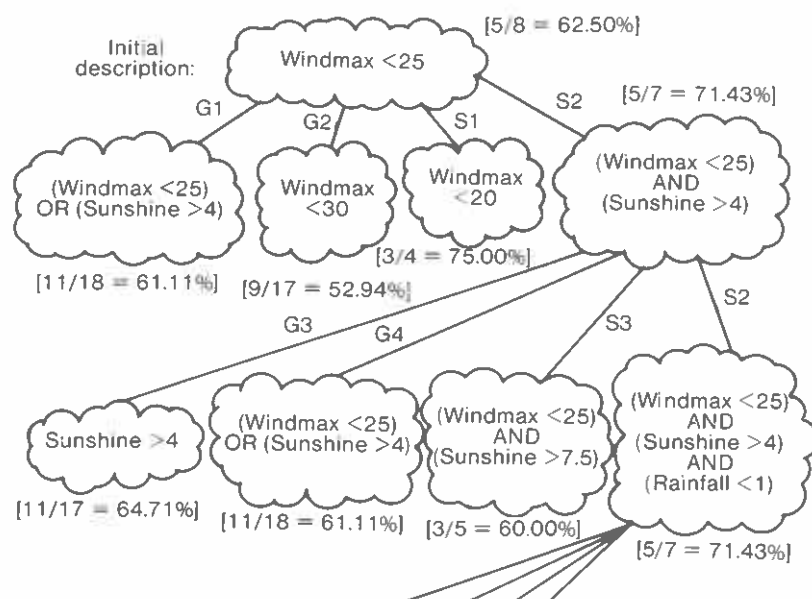 [5/8 = 62.50%]
Initial
description:
Windmax <25
G1
G2
S1
S2
[5/7 = 71.43%]
(Windmax <25)
OR (Sunshine >4)
Windmax
<30
Windmax
<20
(Windmax <25)
AND
(Sunshine >4)
[11/18 = 61.11%]
[9/17 = 52.94%]
[3/4 = 75.00%]
G3
G4
S3
S2
Sunshine >4
(Windmax <25)
OR (Sunshine >4)
(Windmax <25)
AND
(Sunshine >7.5)
(Windmax <25)
AND
(Sunshine >4)
AND
(Rainfall <1)
[11/17 = 64.71%]
[11/18 = 61.11%]
[3/5 = 60.00%]
[5/7 = 71.43%]